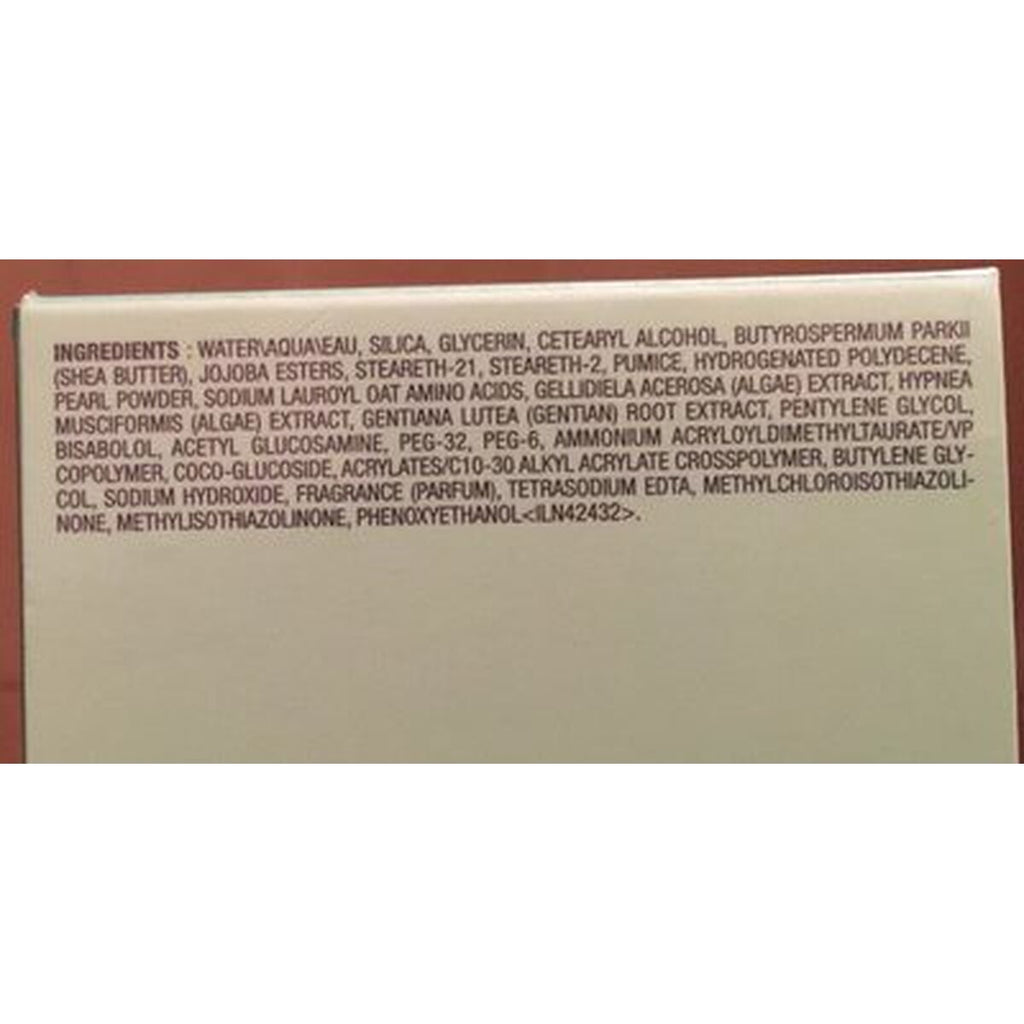 INGREDIENTS : WATER\AQUA\EAU, SILICA, GLYCERIN, CETEARYL ALCOHOL, BUTYROSPERMUM PARKII
(SHEA BUTTER), JOJOBA ESTERS, STEARETH-21, STEARETH-2, PUMICE, HYDROGENATED POLYDECENE,
PEARL POWDER, SODIUM LAUROYL OAT AMINO ACIDS, GELLIDIELA ACEROSA (ALGAE) EXTRACT, HYPNEA
MUSCIFORMIS (ALGAE) EXTRACT, GENTIANA LUTEA (GENTIAN) ROOT EXTRACT, PENTYLENE GLYCOL,
BISABOLOL, ACETYL GLUCOSAMINE, PEG-32, PEG-6, AMMONIUM ACRYLOYLDIMETHYLTAURATE/VP
COPOLYMER, COCO-GLUCOSIDE, ACRYLATES/C10-30 ALKYL ACRYLATE CROSSPOLYMER, BUTYLENE GLY-
COL, SODIUM HYDROXIDE, FRAGRANCE (PARFUM), TETRASODIUM EDTA, METHYLCHLOROISOTHIAZOLI-
NONE, METHYLISOTHIAZOLINONE, PHENOXYETHANOL<ILN42432>.